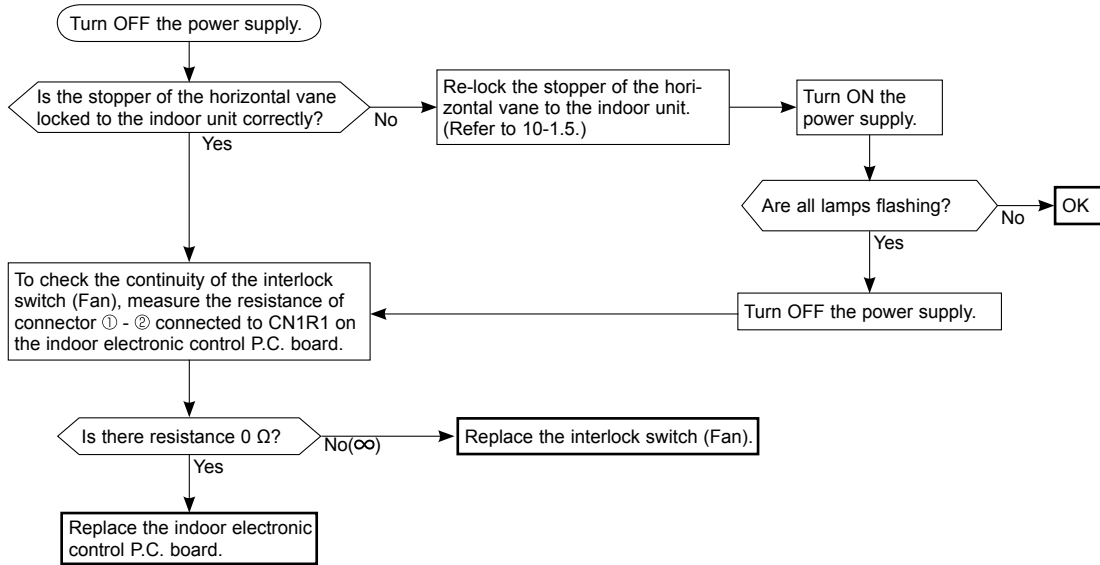 Turn OFF the power supply.
Is the stopper of the horizontal vane
locked to the indoor unit correctly?
No
Yes
Re-lock the stopper of the hori-
zontal vane to the indoor unit.
(Refer to 10-1.5.)
Turn ON the
power supply.
Are all lamps flashing?
No
OK
Yes
Turn OFF the power supply.
To check the continuity of the interlock
switch (Fan), measure the resistance of
connector ① - ② connected to CN1R1 on
the indoor electronic control P.C. board.
Is there resistance 0 Ω?
No(∞)
Replace the interlock switch (Fan).
Yes
Replace the indoor electronic
control P.C. board.